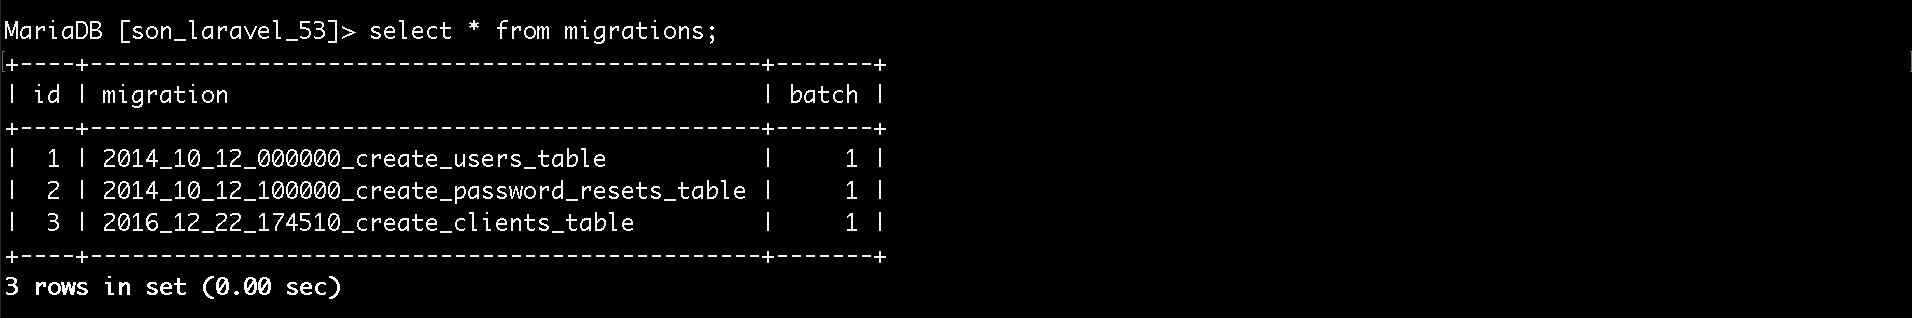 MariaDB [son_laravel_53]> select * from migrations;
+----+------------------------------------------------+-------+
| id | migration                                      | batch |
+----+------------------------------------------------+-------+
|  1 | 2014_10_12_000000_create_users_table           |     1 |
|  2 | 2014_10_12_100000_create_password_resets_table |     1 |
|  3 | 2016_12_22_174510_create_clients_table         |     1 |
+----+------------------------------------------------+-------+
3 rows in set (0.00 sec)